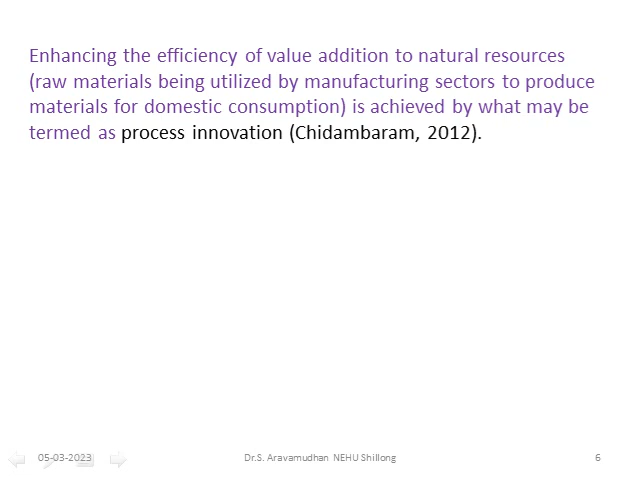 Enhancing the efficiency of value addition to natural resources
(raw materials being utilized by manufacturing sectors to produce
materials for domestic consumption) is achieved by what may be
termed as process innovation (Chidambaram, 2012).
05-03-2023 Dr.S. Aravamudhan NEHU Shillong 6